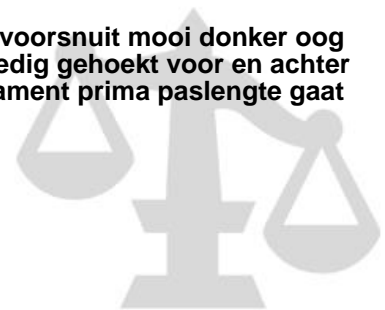 voorsnuit mooi donker oog
edig gehoekt voor en achter
ament prima paslengte gaat